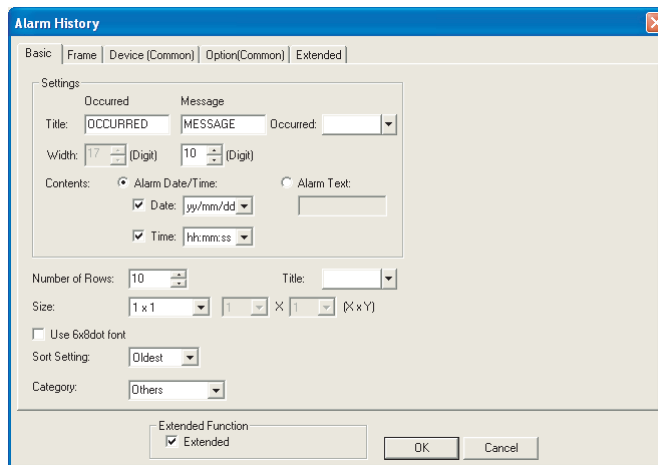 Alarm History
Basic Frame Device (Common) Option(Common) Extended
Settings
Occurred Message
Title: OCCURRED MESSAGE Occurred:
Width: 17 (Digit) 10 (Digit)
Contents: Alarm Date/Time: Alarm Text:
Date: yy/mm/dd
Time: hh:mm:ss
Number of Rows: 10 Title:
Size: 1 x 1 1 X 1 (X x Y)
Use 6x8dot font
Sort Setting: Oldest
Category: Others
Extended Function
Extended
OK Cancel